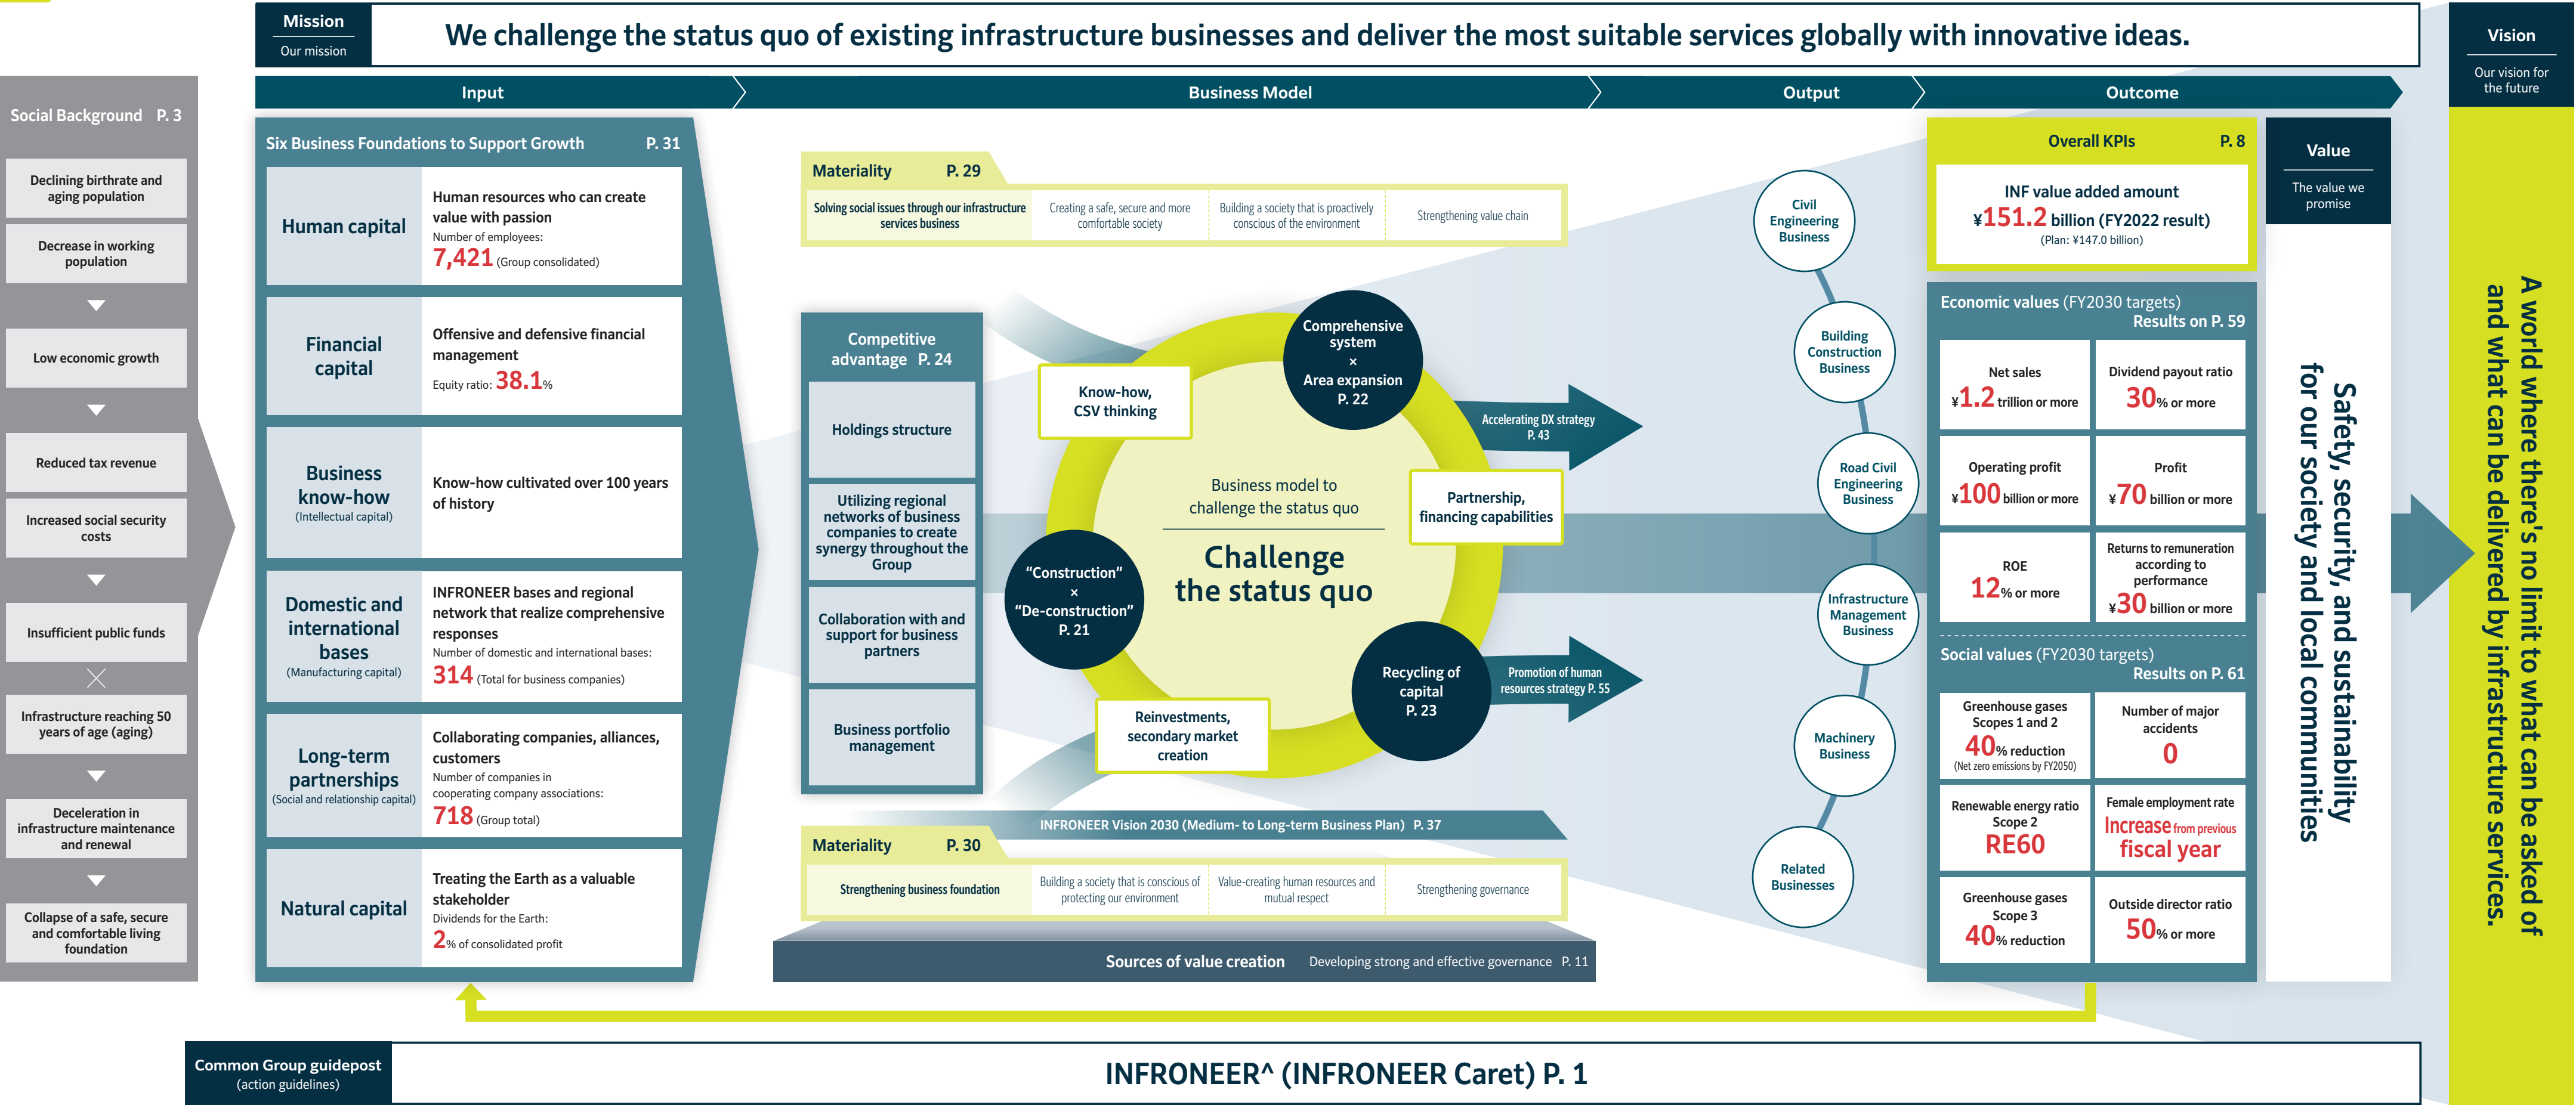 Mission
Our mission
We challenge the status quo of existing infrastructure businesses and deliver the most suitable services globally with innovative ideas.
Vision
Our vision for
the future
Input
Business Model
Output
Outcome
Social Background P. 3
Declining birthrate and
aging population
Decrease in working
population
Low economic growth
Reduced tax revenue
Increased social security
costs
Insufficient public funds
Infrastructure reaching 50
years of age (aging)
Deceleration in
infrastructure maintenance
and renewal
Collapse of a safe, secure
and comfortable living
foundation
Six Business Foundations to Support Growth P. 31
Human capital
Human resources who can create
value with passion
Number of employees:
7,421 (Group consolidated)
Financial
capital
Offensive and defensive financial
management
Equity ratio: 38.1%
Business
know-how
(Intellectual capital)
Know-how cultivated over 100 years
of history
Domestic and
international
bases
(Manufacturing capital)
INFRONEER bases and regional
network that realize comprehensive
responses
Number of domestic and international bases:
314 (Total for business companies)
Long-term
partnerships
(Social and relationship capital)
Collaborating companies, alliances,
customers
Number of companies in
cooperating company associations:
718 (Group total)
Natural capital
Treating the Earth as a valuable
stakeholder
Dividends for the Earth:
2% of consolidated profit
Materiality P. 29
Solving social issues through our infrastructure
services business
Creating a safe, secure and more
comfortable society
Building a society that is proactively
conscious of the environment
Strengthening value chain
Competitive
advantage P. 24
Holdings structure
Utilizing regional
networks of business
companies to create
synergy throughout the
Group
Collaboration with and
support for business
partners
Business portfolio
management
Know-how,
CSV thinking
Comprehensive
system
×
Area expansion
P. 22
Partnership,
financing capabilities
"Construction"
×
"De-construction"
P. 21
Business model to
challenge the status quo
Challenge
the status quo
Recycling of
capital
P. 23
Reinvestments,
secondary market
creation
Accelerating DX strategy
P. 43
Promotion of human
resources strategy P. 55
INFRONEER Vision 2030 (Medium- to Long-term Business Plan) P. 37
Materiality P. 30
Strengthening business foundation
Building a society that is conscious of
protecting our environment
Value-creating human resources and
mutual respect
Strengthening governance
Sources of value creation Developing strong and effective governance P. 11
Civil
Engineering
Business
Building
Construction
Business
Road Civil
Engineering
Business
Infrastructure
Management
Business
Machinery
Business
Related
Businesses
Overall KPIs P. 8
INF value added amount
¥151.2 billion (FY2022 result)
(Plan: ¥147.0 billion)
Economic values (FY2030 targets)
Results on P. 59
Net sales
¥1.2 trillion or more
Dividend payout ratio
30% or more
Operating profit
¥100 billion or more
Profit
¥70 billion or more
ROE
12% or more
Returns to remuneration
according to
performance
¥30 billion or more
Social values (FY2030 targets)
Results on P. 61
Greenhouse gases
Scopes 1 and 2
40% reduction
(Net zero emissions by FY2050)
Number of major
accidents
0
Renewable energy ratio
Scope 2
RE60
Female employment rate
Increase from previous
fiscal year
Greenhouse gases
Scope 3
40% reduction
Outside director ratio
50% or more
Value
The value we
promise
Safety, security, and sustainability
for our society and local communities
A world where there's no limit to what can be asked of
and what can be delivered by infrastructure services.
Common Group guidepost
(action guidelines)
INFRONEER^ (INFRONEER Caret) P. 1